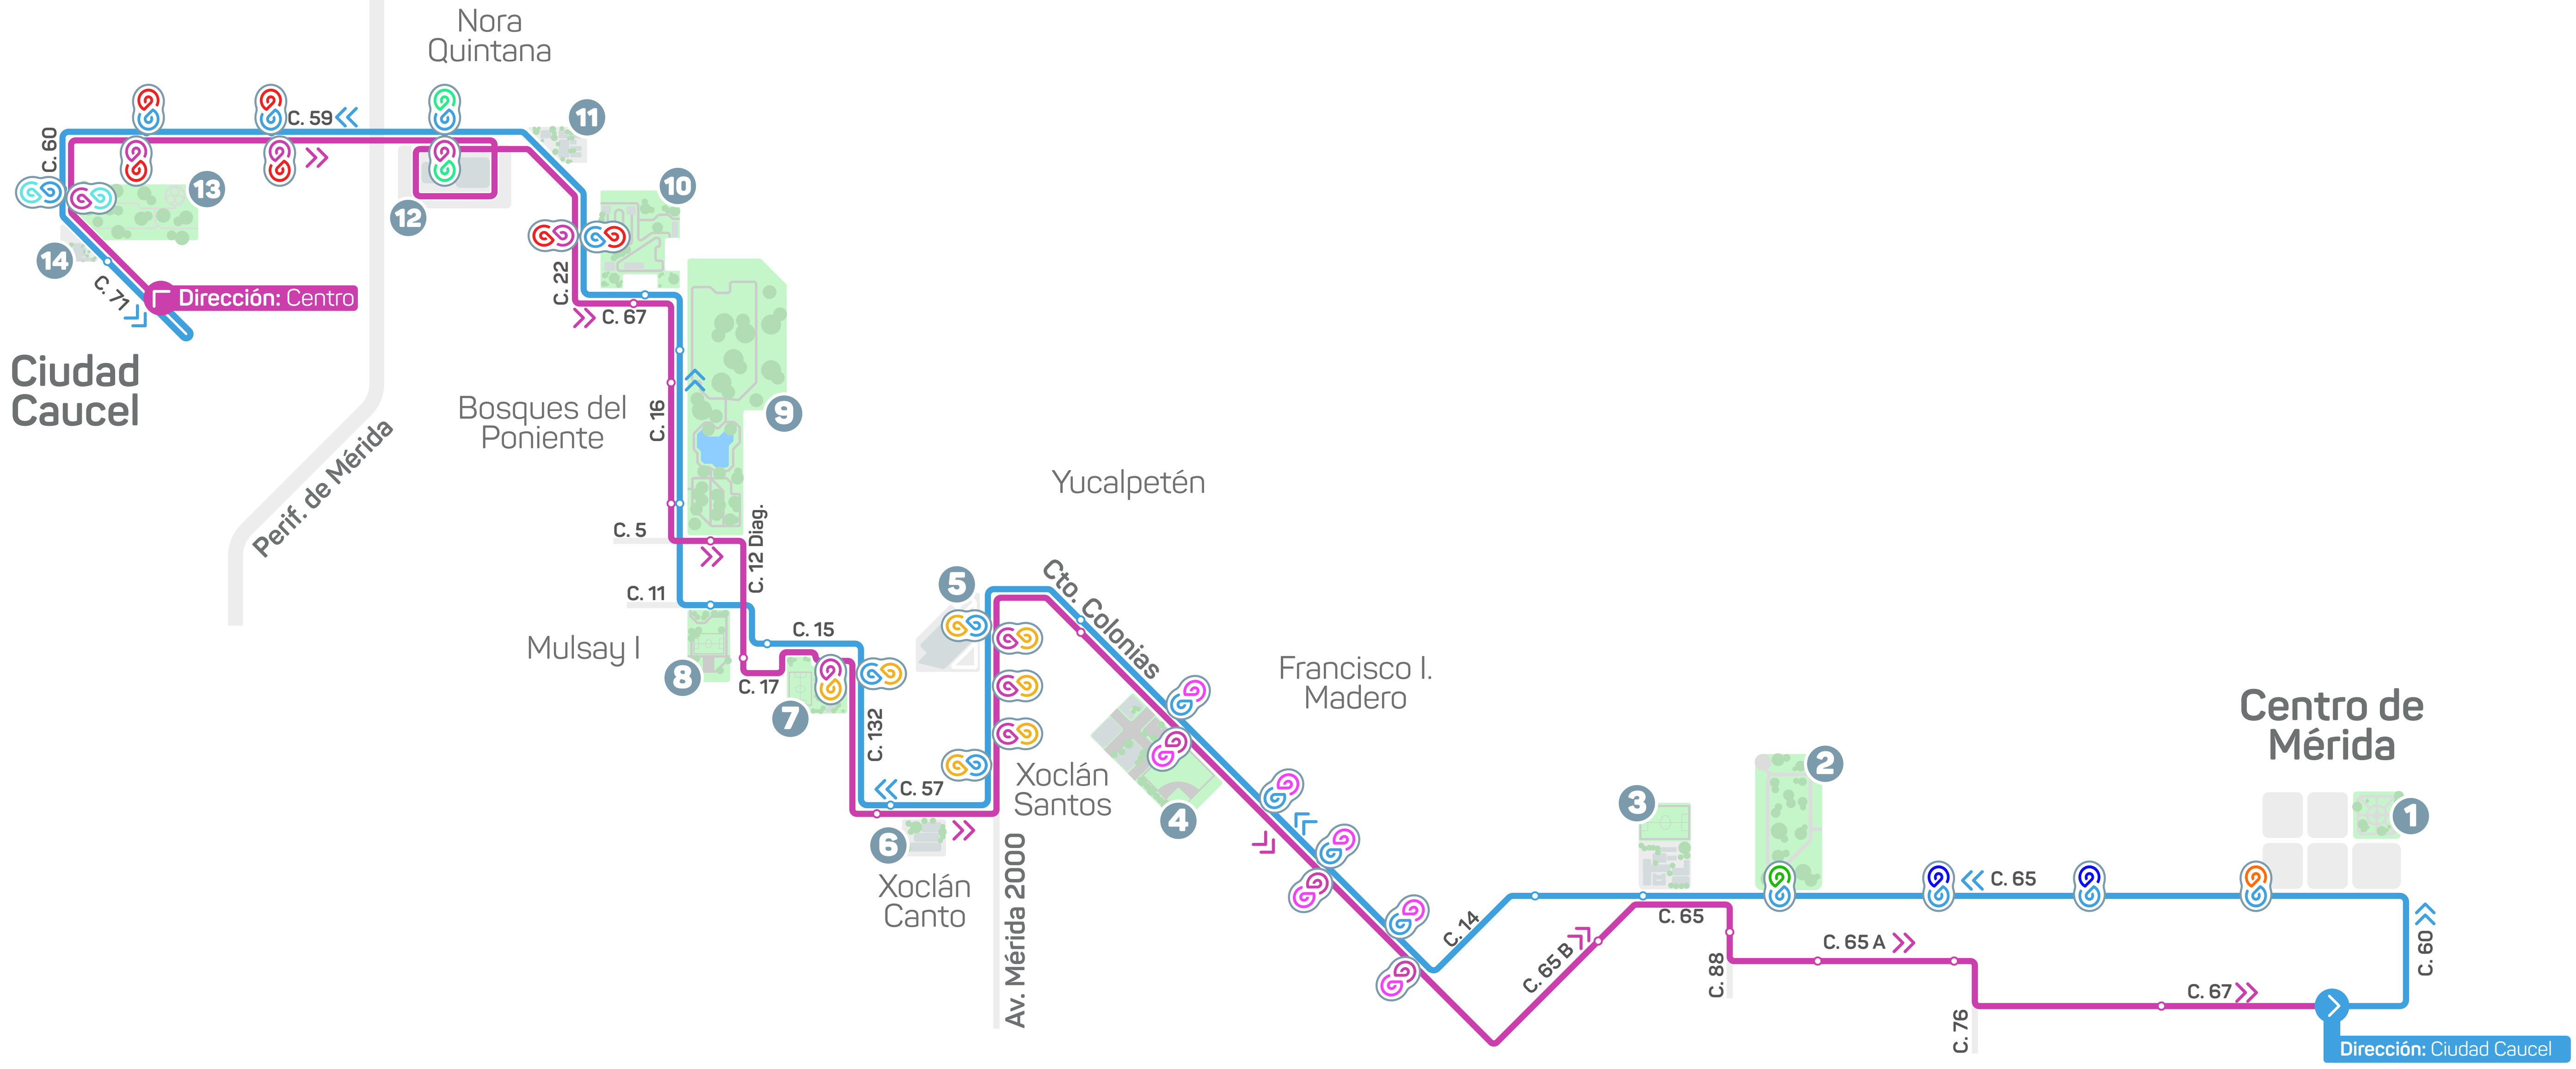 Nora
Quintana
11
C. 59
C. 60
13
10
12
14
C. 71
Dirección: Centro
C. 22
C. 67
Ciudad
Caucel
Bosques del
Poniente
C. 16
9
Perif. de Mérida
Yucalpetén
C. 5
C. 12 Diag.
C. 11
5
Cto. Colonias
Mulsay I
C. 15
8
C. 17
7
C. 132
Francisco I.
Madero
C. 57
Xoclán
Santos
4
6
Xoclán
Canto
Av. Mérida 2000
Centro de
Mérida
2
3
1
C. 65
C. 14
C. 65
C. 65 B
C. 65 A
C. 88
C. 60
C. 67
C. 76
Dirección: Ciudad Caucel